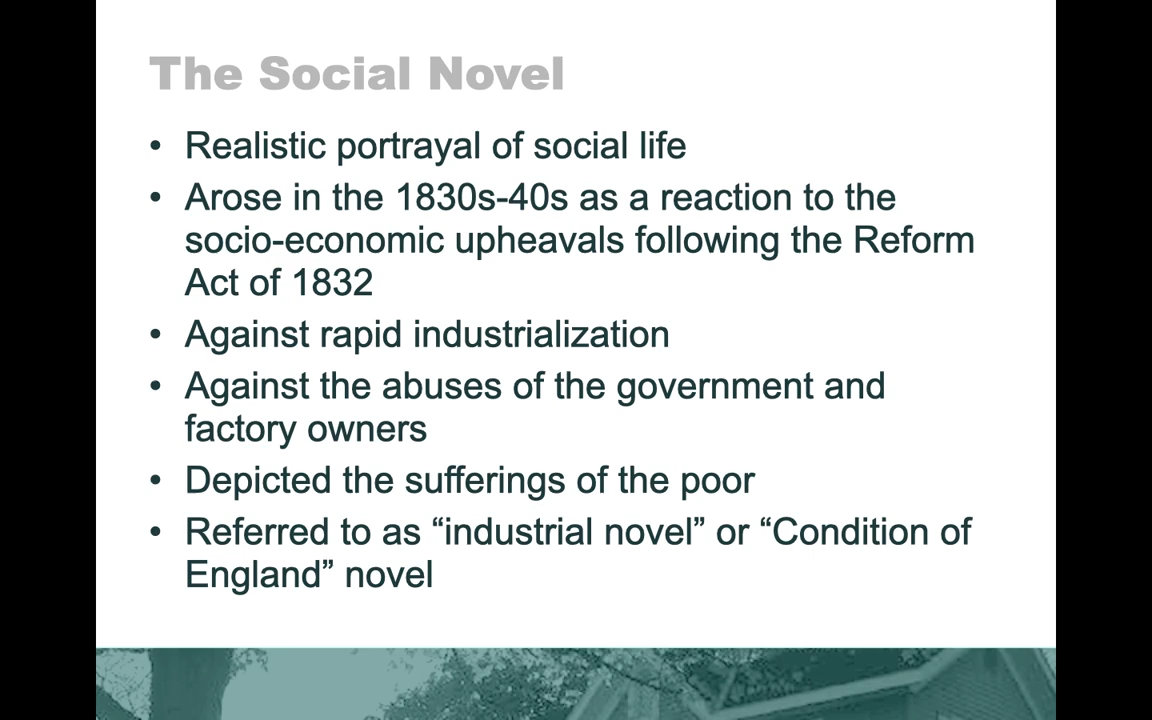 The Social Novel
• Realistic portrayal of social life
• Arose in the 1830s-40s as a reaction to the
socio-economic upheavals following the Reform
Act of 1832
• Against rapid industrialization
• Against the abuses of the government and
factory owners
• Depicted the sufferings of the poor
• Referred to as “industrial novel” or “Condition of
England” novel